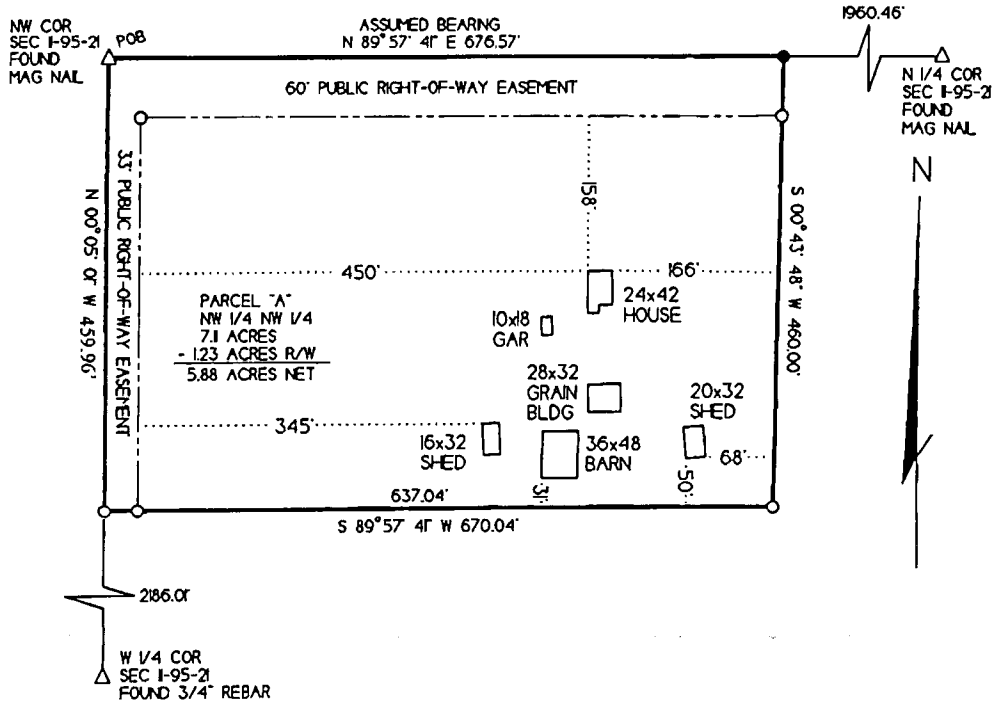 NW COR
SEC 11-95-21
FOUND
MAG NAIL
POB
ASSUMED BEARNG
N 89°57' 41" E 676.57'
1960.46'
N 1/4 COR
SEC 11-95-21
FOUND
MAG NAIL
60' PUBLIC RIGHT-OF-WAY EASEMENT
33' PUBLIC RIGHT-OF-WAY EASEMENT
N 00°05' 01" W 459.96'
158'
S 00°43' 48" W 460.00'
N
450'
166'
PARCEL "A"
NW 1/4 NW 1/4
7.11 ACRES
- 1.23 ACRES R/W
5.88 ACRES NET
24x42
HOUSE
10x18
GAR
28x32
GRAIN
BLDG
20x32
SHED
345'
16x32
SHED
36x48
BARN
68'
31'
50'
637.04'
S 89°57' 41" W 670.04'
2186.01'
W 1/4 COR
SEC 11-95-21
FOUND 3/4" REBAR